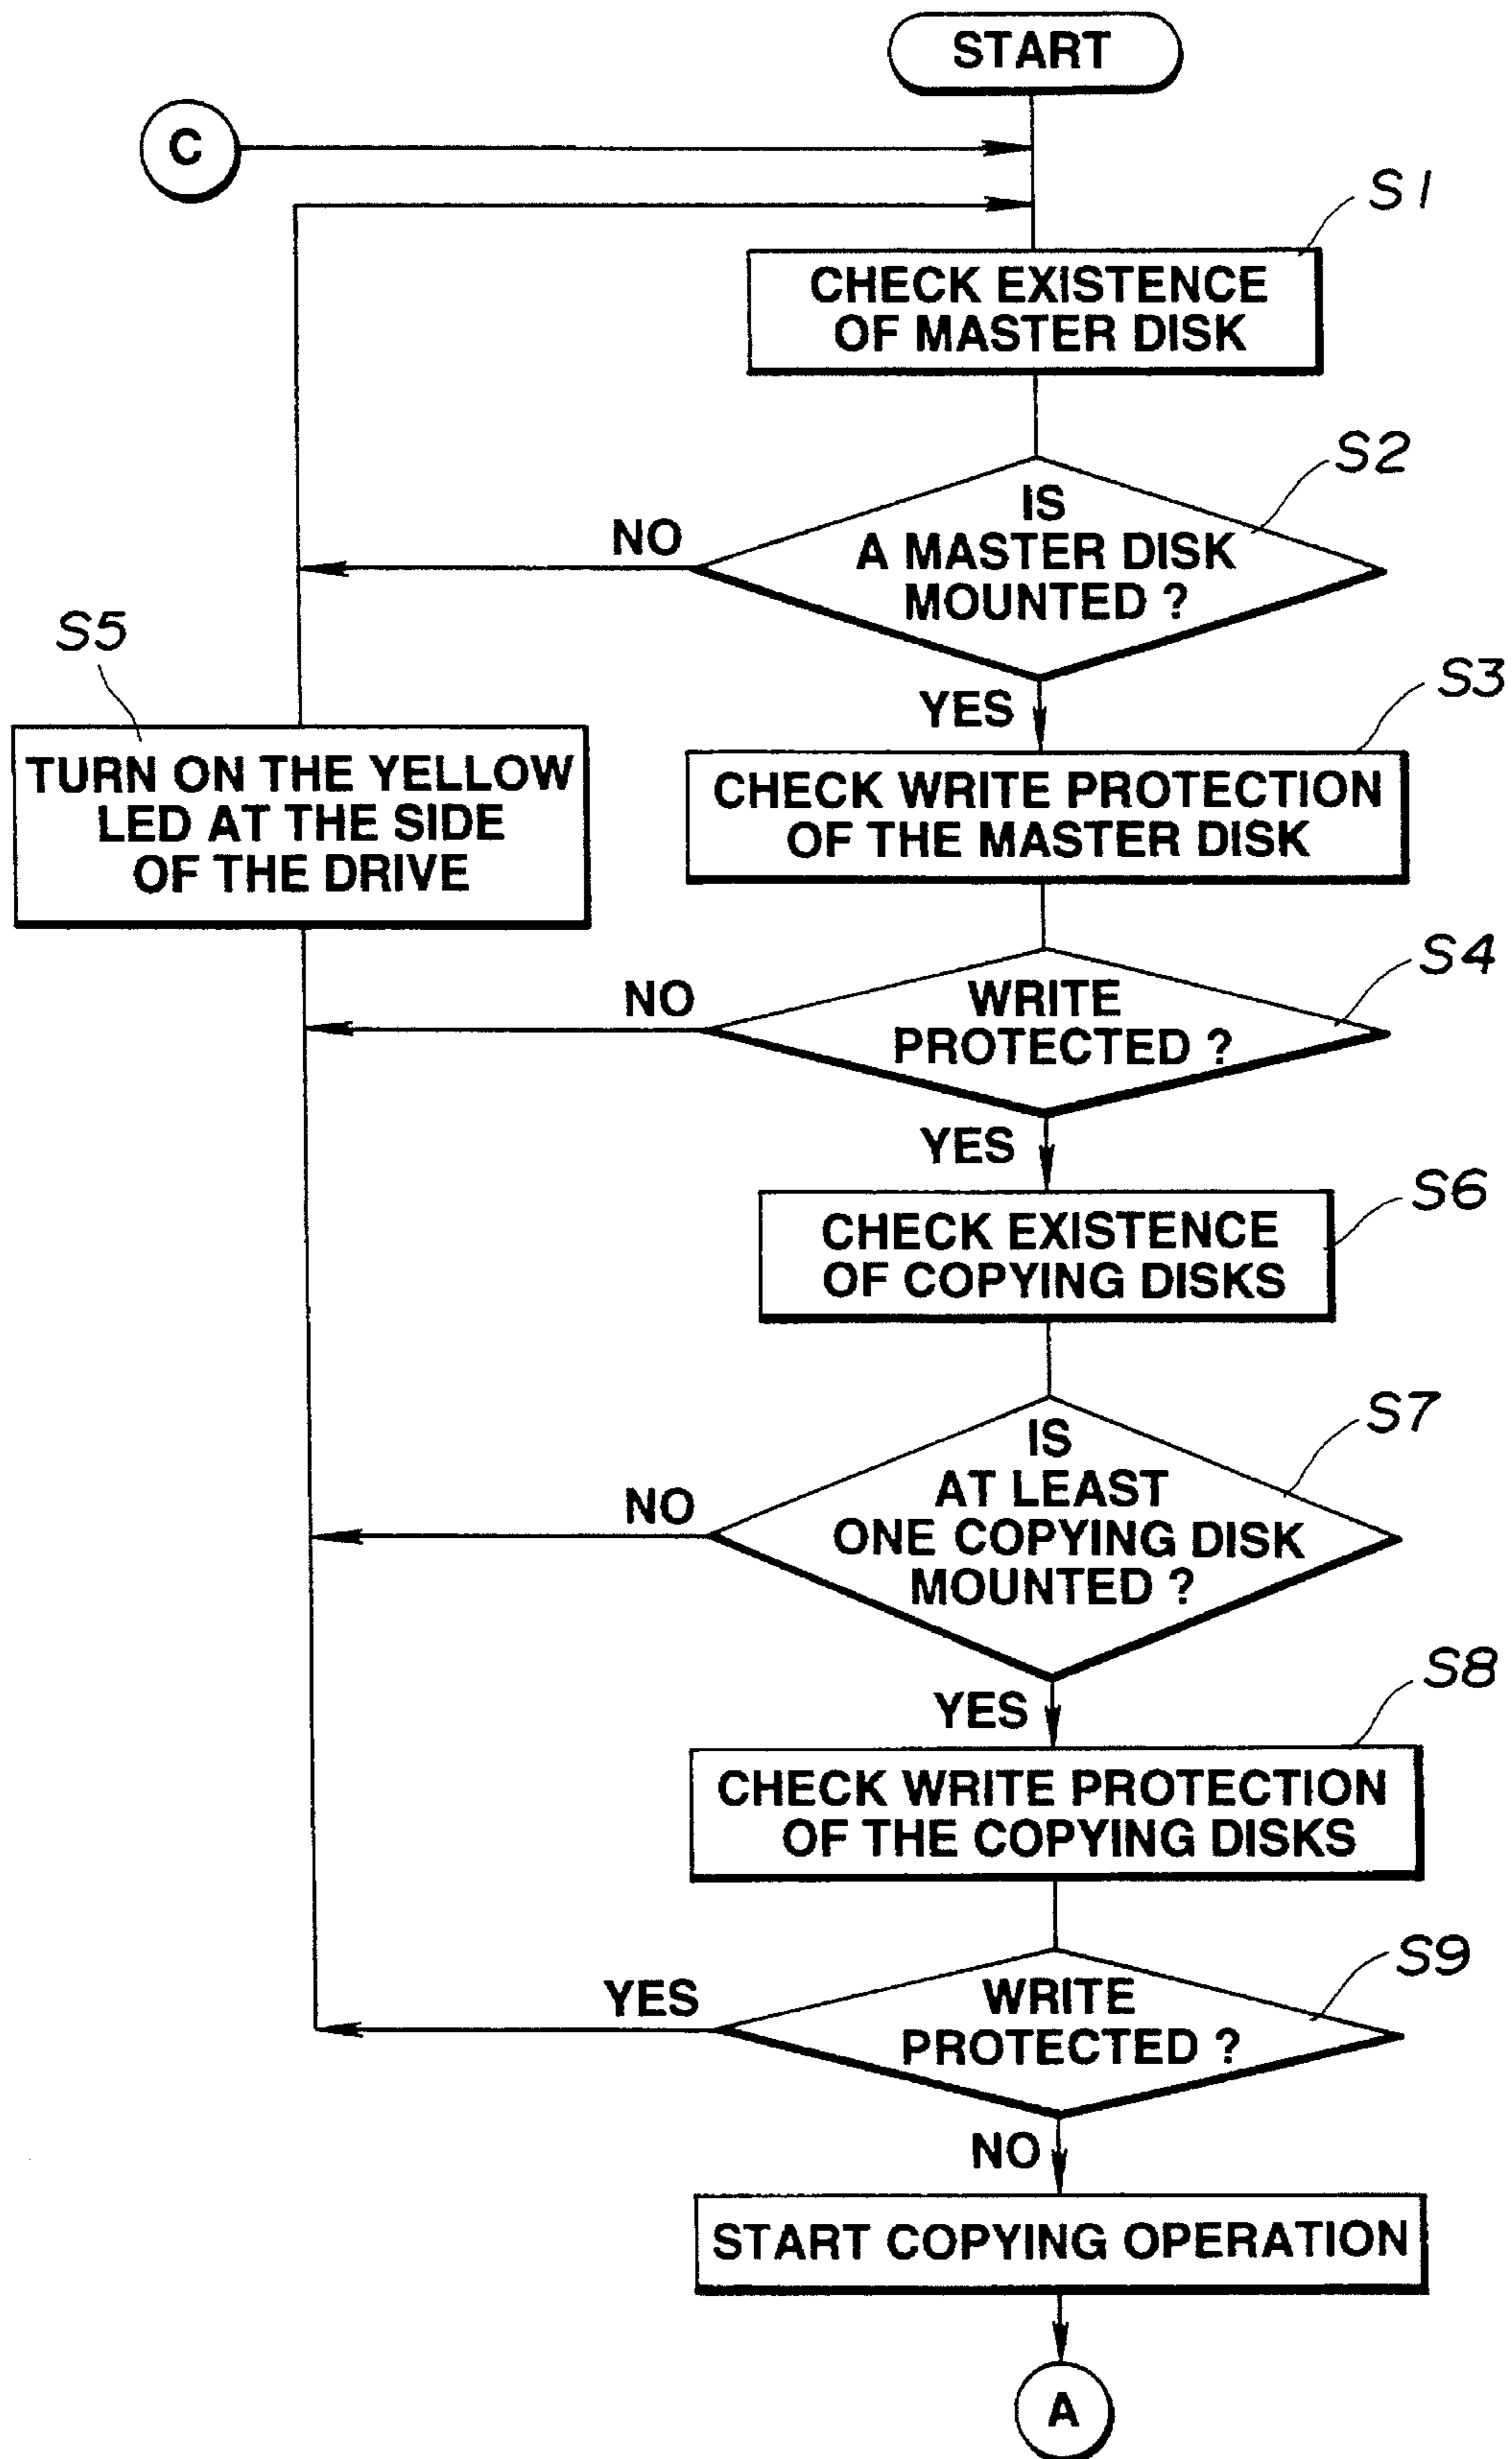 START
C
S1
CHECK EXISTENCE
OF MASTER DISK
S2
IS
A MASTER DISK
MOUNTED ?
NO
YES
S5
TURN ON THE YELLOW
LED AT THE SIDE
OF THE DRIVE
S3
CHECK WRITE PROTECTION
OF THE MASTER DISK
S4
WRITE
PROTECTED ?
NO
YES
S6
CHECK EXISTENCE
OF COPYING DISKS
S7
IS
AT LEAST
ONE COPYING DISK
MOUNTED ?
NO
YES
S8
CHECK WRITE PROTECTION
OF THE COPYING DISKS
S9
WRITE
PROTECTED ?
YES
NO
START COPYING OPERATION
A